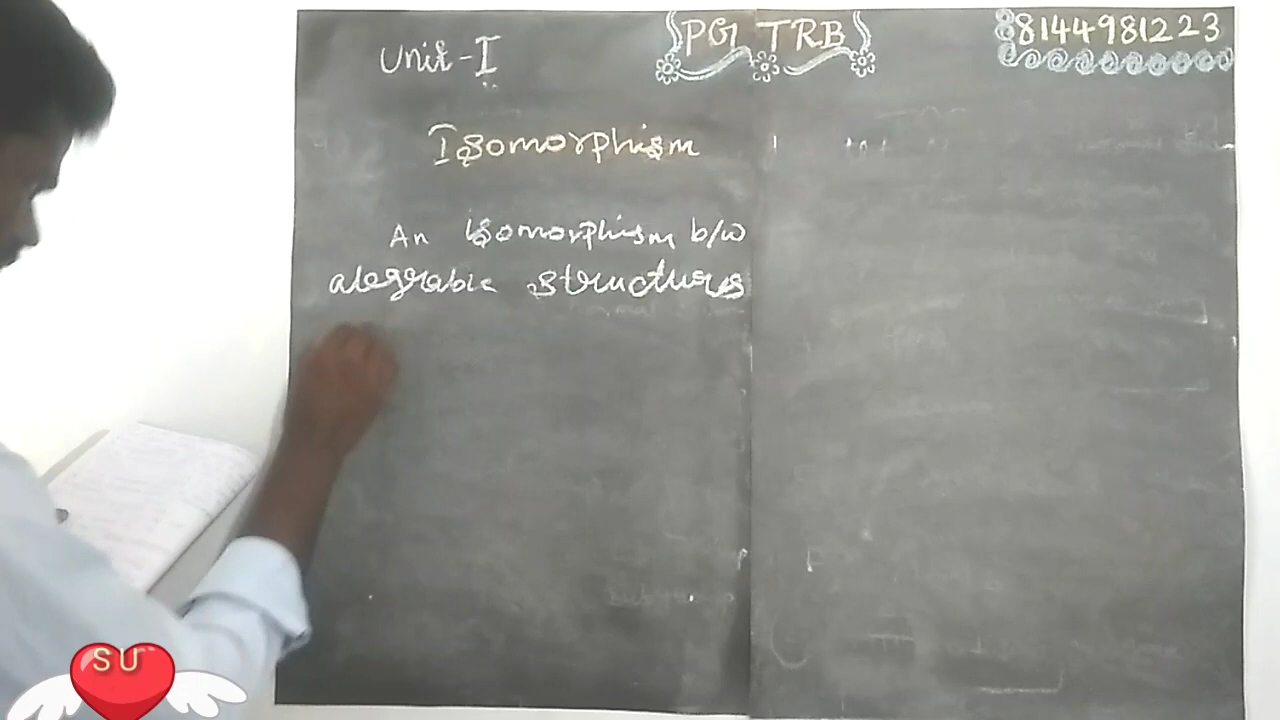 Unit-I
PG TRB
8144981223
Isomorphism
An isomorphism b/w
alegrabic structures
SU